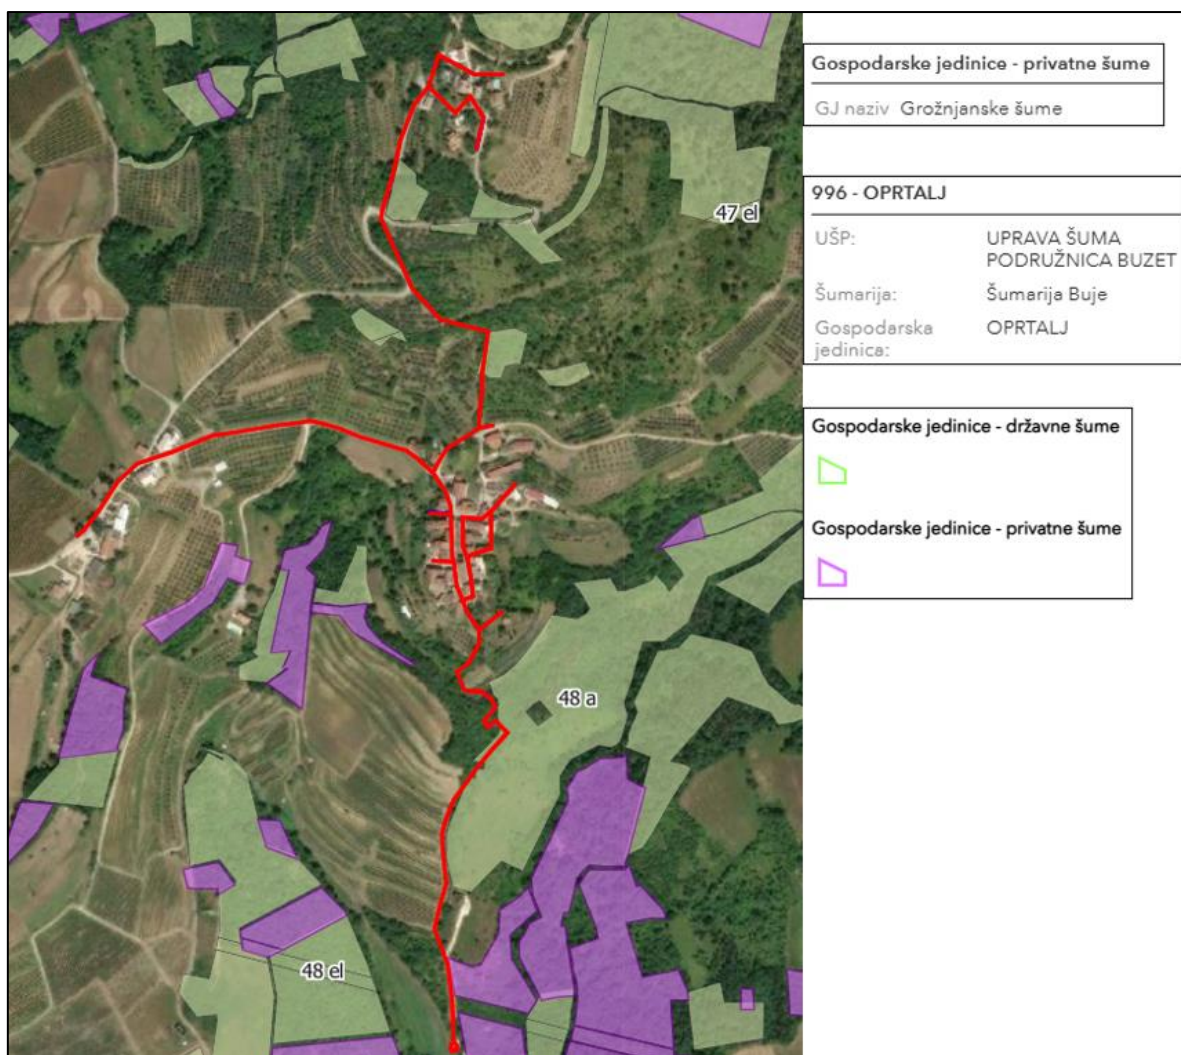 47 el
48 a
48 el
Gospodarske jedinice - privatne šume
GJ naziv Grožnjanske šume
996 - OPRTALJ
UŠP: UPRAVA ŠUMA
PODRUŽNICA BUZET
Šumarija: Šumarija Buje
Gospodarska OPRTALJ
jedinica:
Gospodarske jedinice - državne šume
Gospodarske jedinice - privatne šume